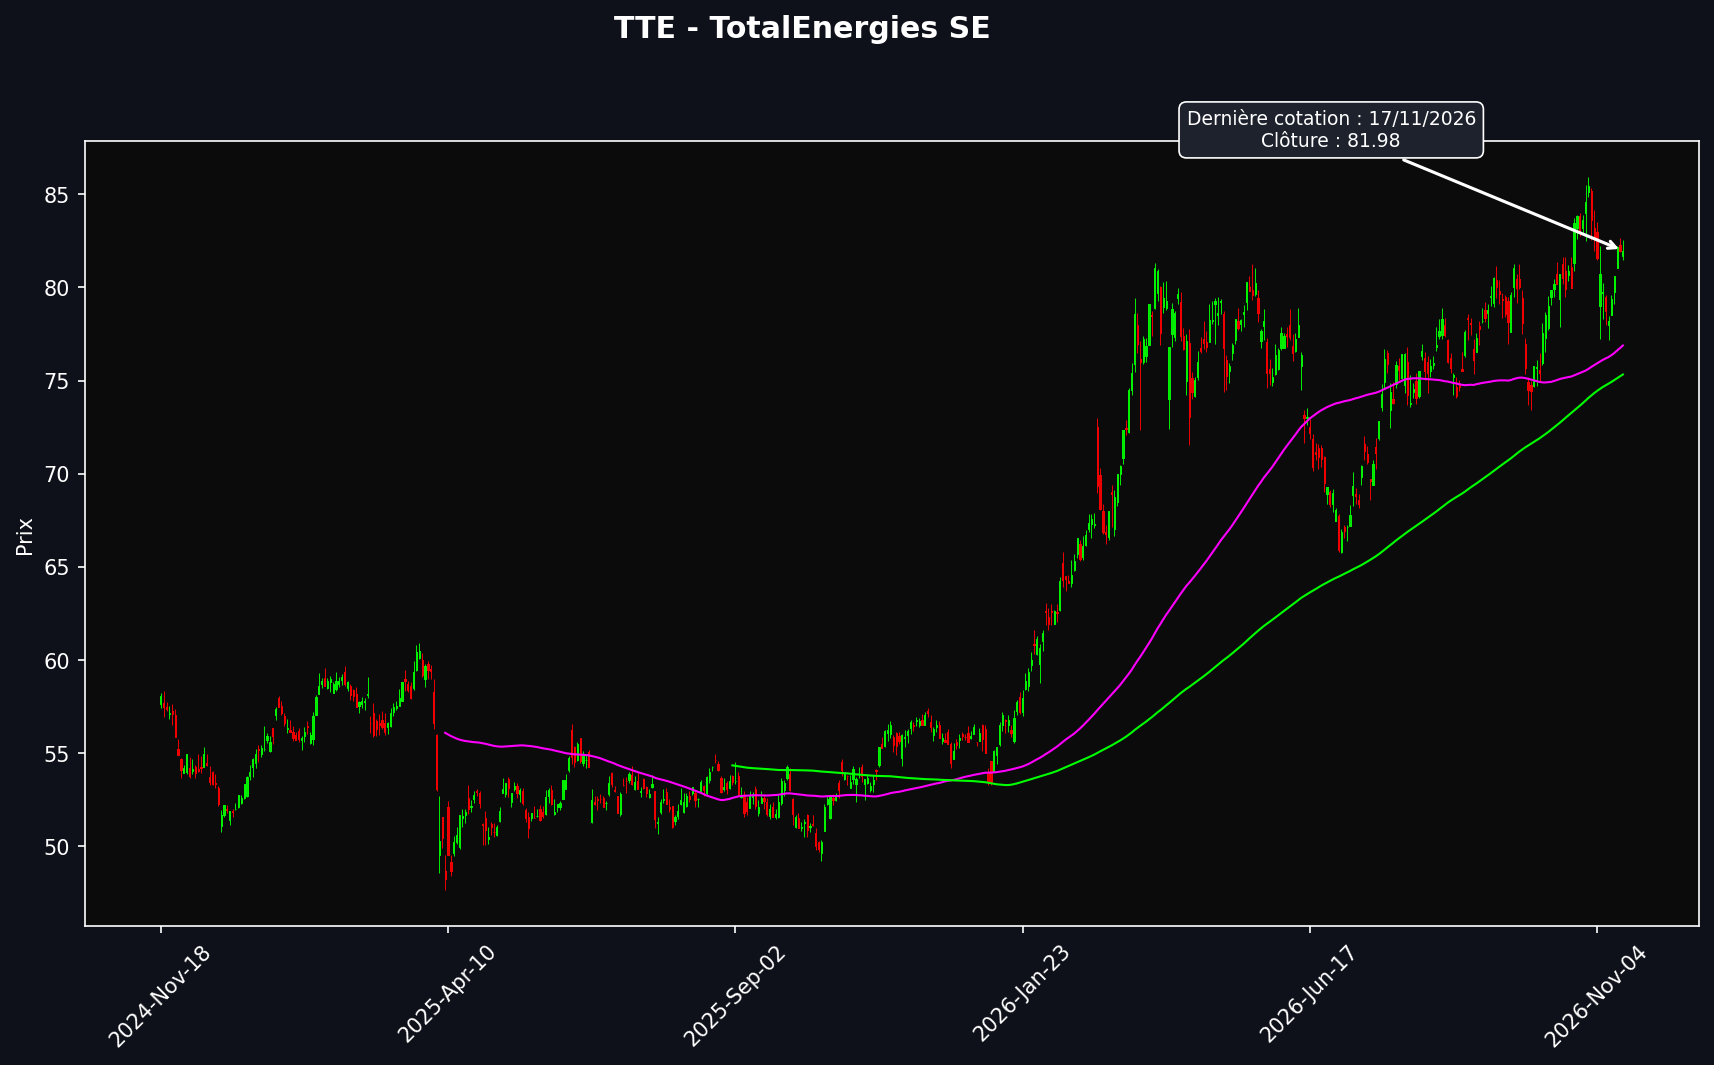 TTE - TotalEnergies SE
Dernière cotation : 17/11/2026
Clôture : 81.98
Prix
85
80
75
70
65
60
55
50
2024-Nov-18
2025-Apr-10
2025-Sep-02
2026-Jan-23
2026-Jun-17
2026-Nov-04